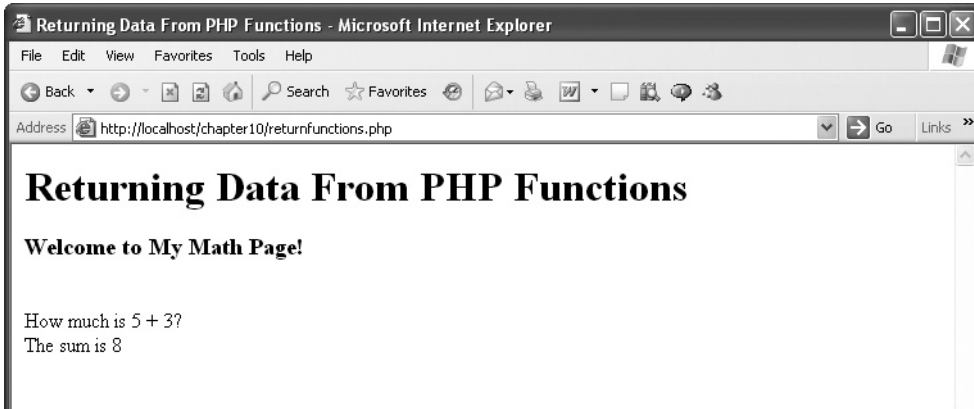 Returning Data From PHP Functions - Microsoft Internet Explorer
File Edit View Favorites Tools Help
Back Search Favorites W
Address http://localhost/chapter10/returnfunctions.php Go Links »
Returning Data From PHP Functions
Welcome to My Math Page!
How much is 5 + 3?
The sum is 8